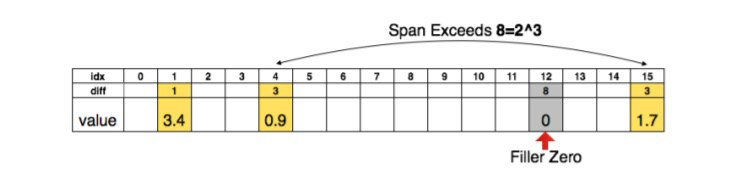 Span Exceeds 8=2^3
idx 0 1 2 3 4 5 6 7 8 9 10 11 12 13 14 15
diff 1 3 8 3
value 3.4 0.9 0 1.7
Filler Zero